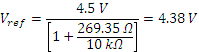 V_ref = 4.5 V / [1 + 269.35 Ω / 10 kΩ] = 4.38 V